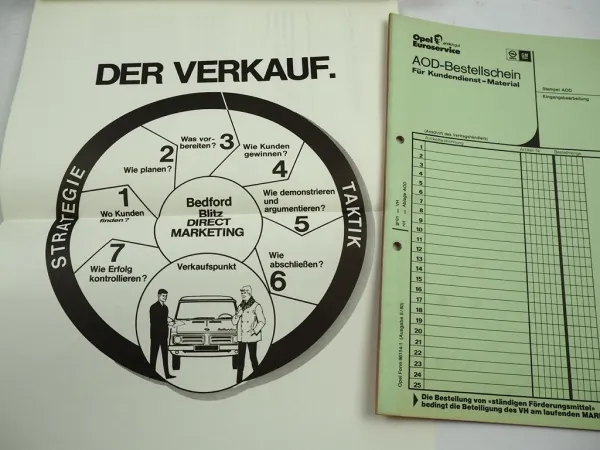 DER VERKAUF.
STRATEGIE
TAKTIK
1
Wo Kunden
finden?
2
Wie planen?
Was vor-
bereiten?
3
Wie Kunden
gewinnen?
4
Wie demonstrieren
und
argumentieren?
5
Wie
abschließen?
6
7
Wie Erfolg
kontrollieren?
Bedford
Blitz
DIRECT
MARKETING
Verkaufspunkt
Opel
Euroservice
AOD-Bestellschein
Für Kundendienst-Material
Stempel AOD
Eingangsbearbeitung
(Anschrift des Vertragshändlers)
1
2
3
4
5
6
7
8
9
10
11
12
13
14
15
16
17
18
19
20
21
22
23
24
25
Die Bestellung von «ständigen Förderungsmittel»
bedingt die Beteiligung des VH am laufenden